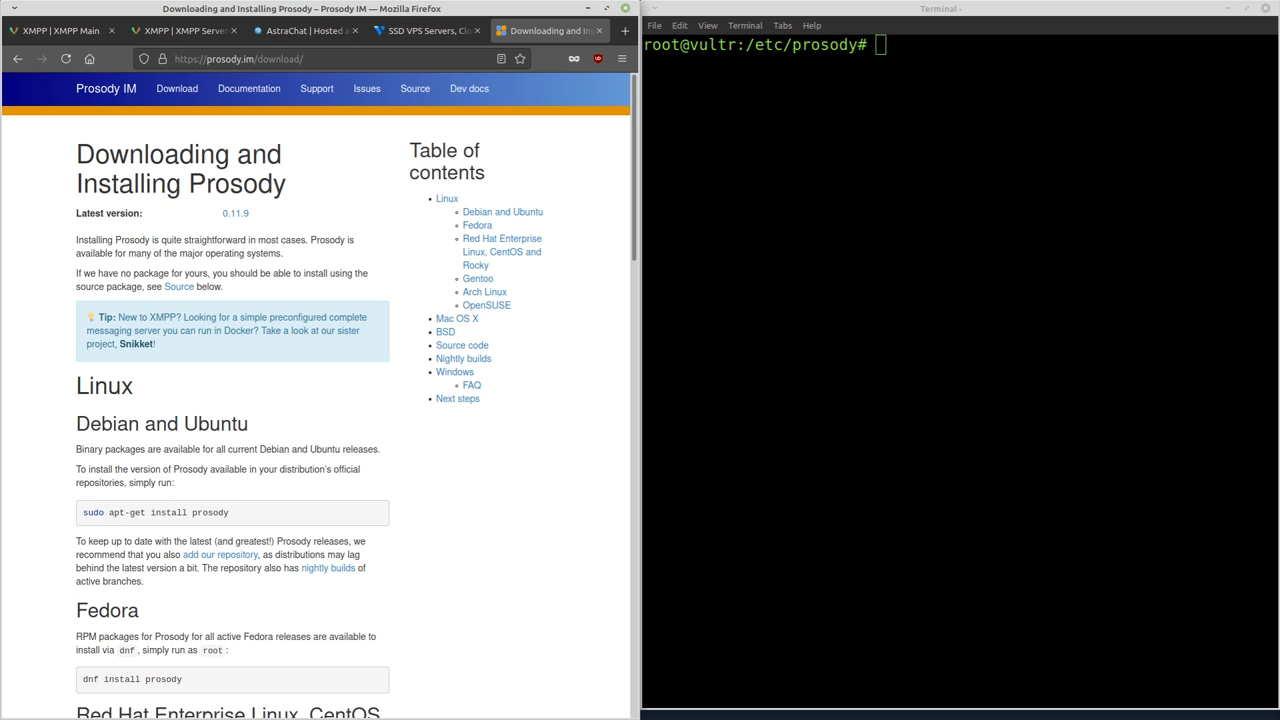 Downloading and Installing Prosody – Prosody IM — Mozilla Firefox
XMPP | XMPP Main
XMPP | XMPP Server
AstraChat | Hosted a
SSD VPS Servers, Clo
Downloading and Ins
https://prosody.im/download/
Prosody IM Download Documentation Support Issues Source Dev docs
Downloading and
Installing Prosody
Latest version: 0.11.9
Installing Prosody is quite straightforward in most cases. Prosody is
available for many of the major operating systems.
If we have no package for yours, you should be able to install using the
source package, see Source below.
💡 Tip: New to XMPP? Looking for a simple preconfigured complete
messaging server you can run in Docker? Take a look at our sister
project, Snikket!
Linux
Debian and Ubuntu
Binary packages are available for all current Debian and Ubuntu releases.
To install the version of Prosody available in your distribution's official
repositories, simply run:
sudo apt-get install prosody
To keep up to date with the latest (and greatest!) Prosody releases, we
recommend that you also add our repository, as distributions may lag
behind the latest version a bit. The repository also has nightly builds of
active branches.
Fedora
RPM packages for Prosody for all active Fedora releases are available to
install via dnf, simply run as root:
dnf install prosody
Red Hat Enterprise Linux, CentOS
Table of
contents
Linux
Debian and Ubuntu
Fedora
Red Hat Enterprise
Linux, CentOS and
Rocky
Gentoo
Arch Linux
OpenSUSE
Mac OS X
BSD
Source code
Nightly builds
Windows
FAQ
Next steps
Terminal -
File Edit View Terminal Tabs Help
root@vultr:/etc/prosody#